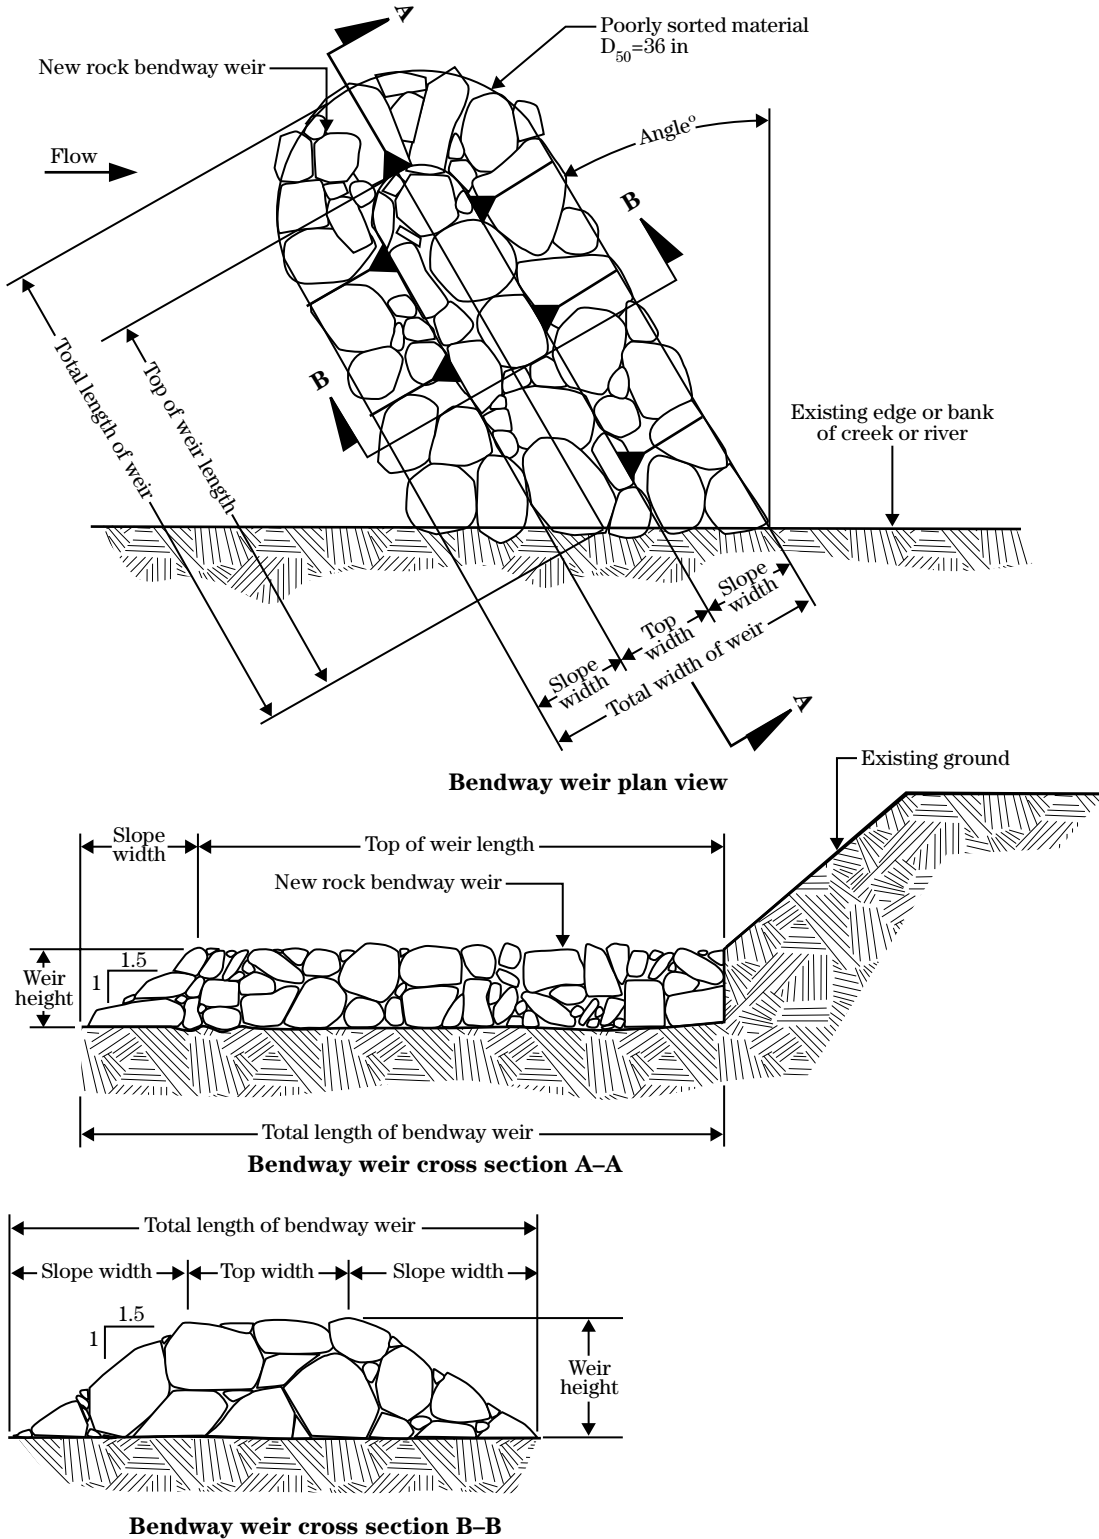 A
Poorly sorted material
D50=36 in
New rock bendway weir
Angleº
Flow
B
B
Total length of weir
Top of weir length
Existing edge or bank
of creek or river
Slope
width
Top
width
Slope
width
Total width of weir
A
Bendway weir plan view
Existing ground
Slope
width
Top of weir length
New rock bendway weir
1.5
1
Weir
height
Total length of bendway weir
Bendway weir cross section A–A
Total length of bendway weir
Slope width
Top width
Slope width
1.5
1
Weir
height
Bendway weir cross section B–B